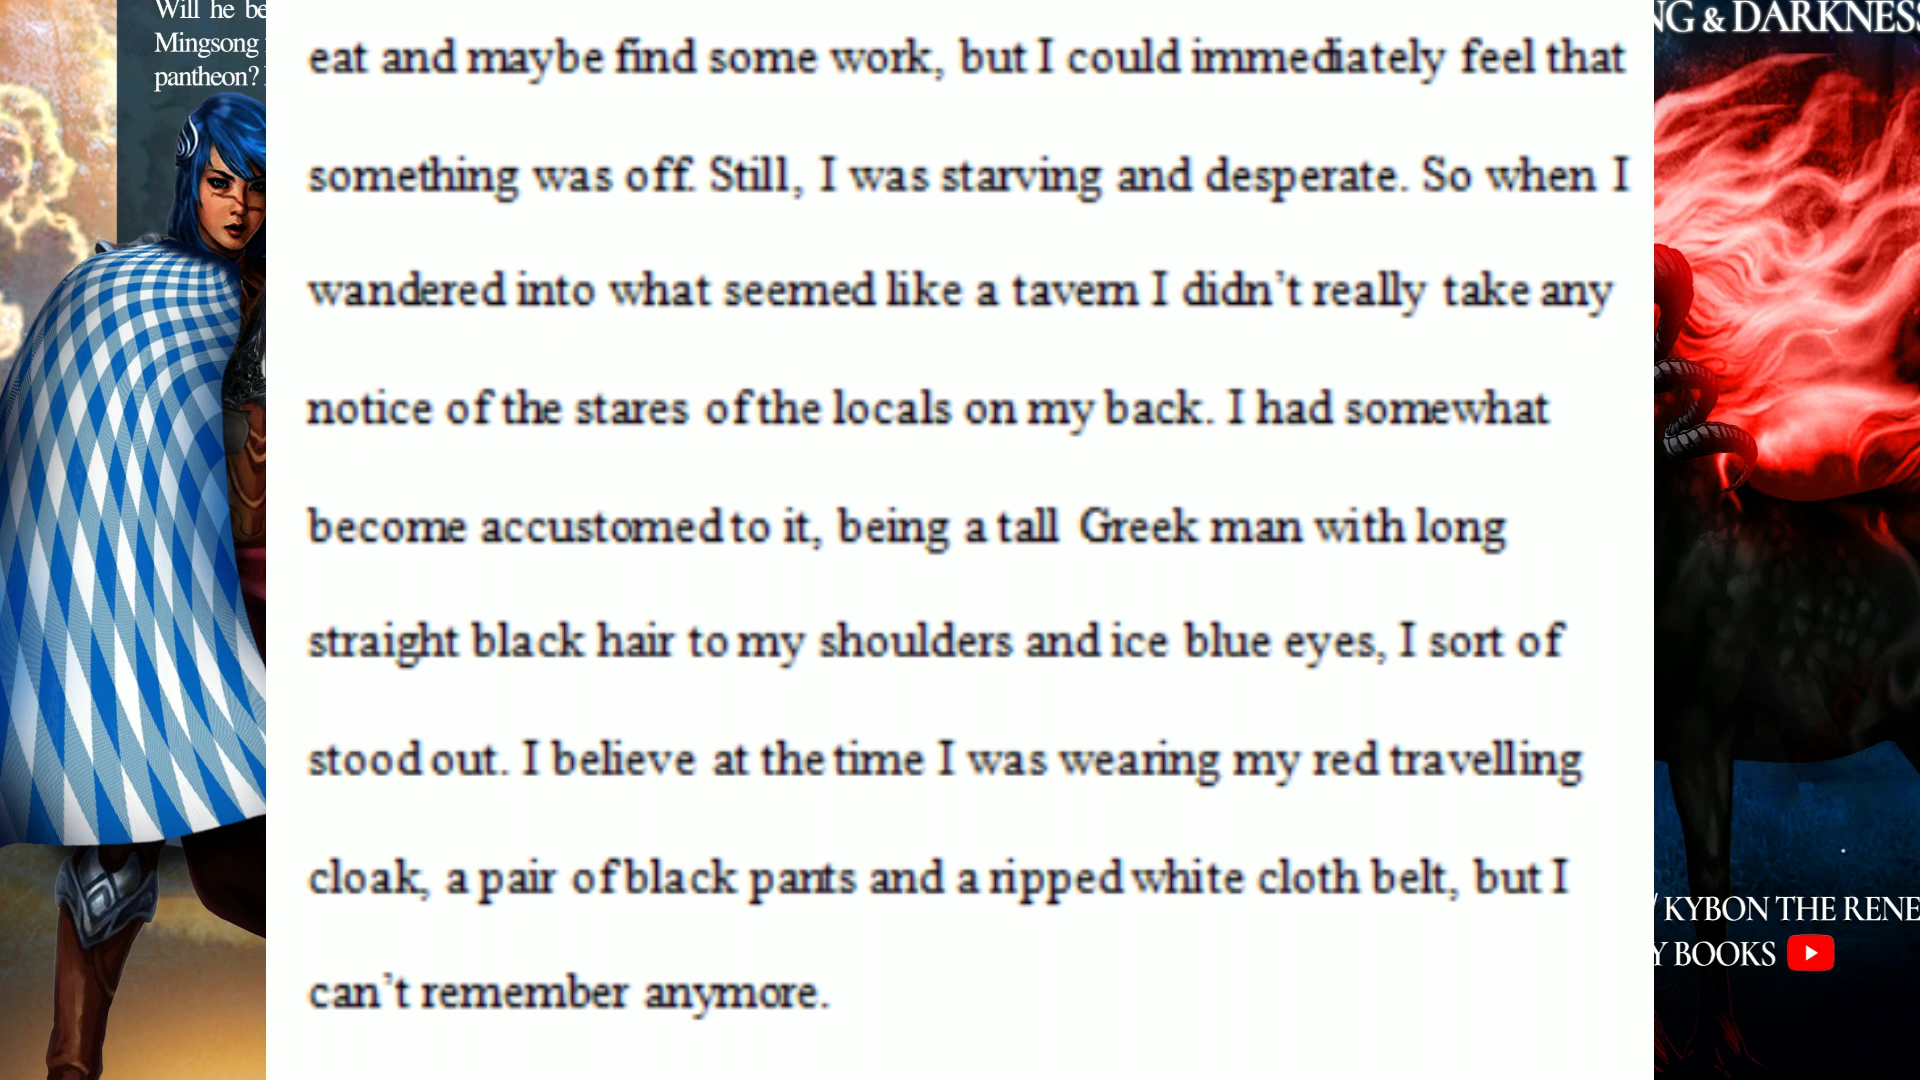 Will he be
Mingsong
pantheon?
eat and maybe find some work, but I could immediately feel that
something was off. Still, I was starving and desperate. So when I
wandered into what seemed like a tavern I didn’t really take any
notice of the stares of the locals on my back. I had somewhat
become accustomed to it, being a tall Greek man with long
straight black hair to my shoulders and ice blue eyes, I sort of
stood out. I believe at the time I was wearing my red travelling
cloak, a pair of black pants and a ripped white cloth belt, but I
can’t remember anymore.
NG & DARKNESS
/ KYBON THE RENE
Y BOOKS